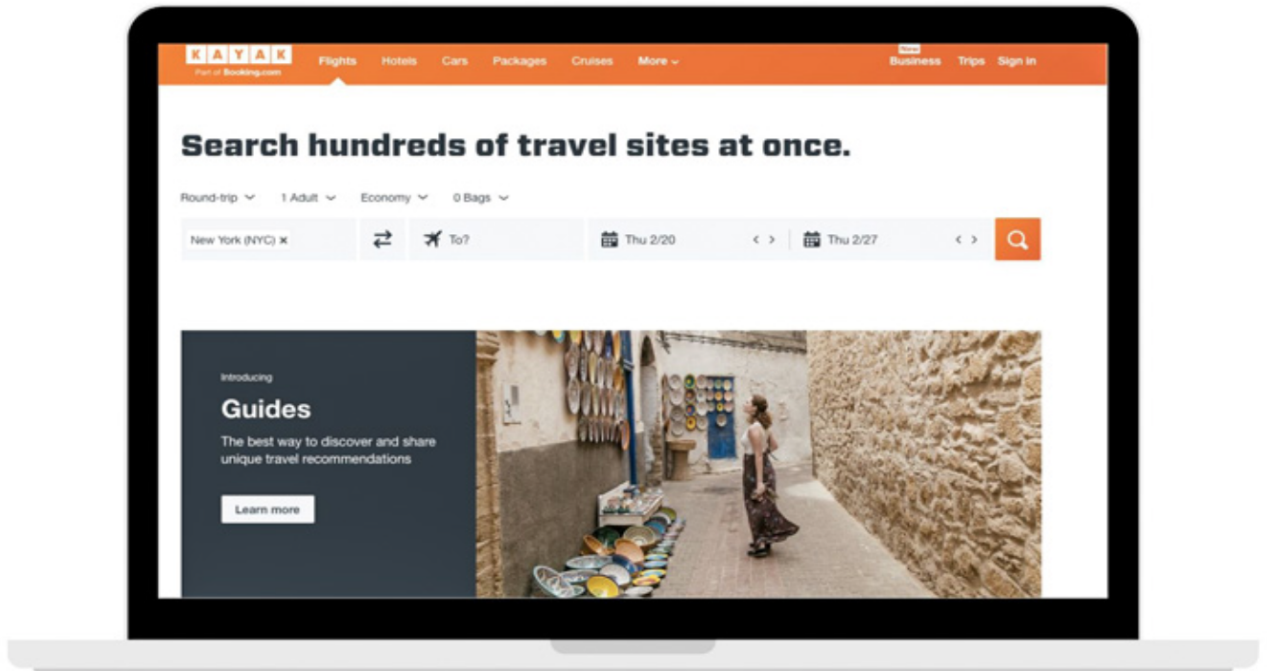 KAYAK
Part of Booking.com
Flights Hotels Cars Packages Cruises More
New
Business Trips Sign in
Search hundreds of travel sites at once.
Round-trip 1 Adult Economy 0 Bags
New York (NYC) × To? Thu 2/20 Thu 2/27
Introducing
Guides
The best way to discover and share
unique travel recommendations
Learn more